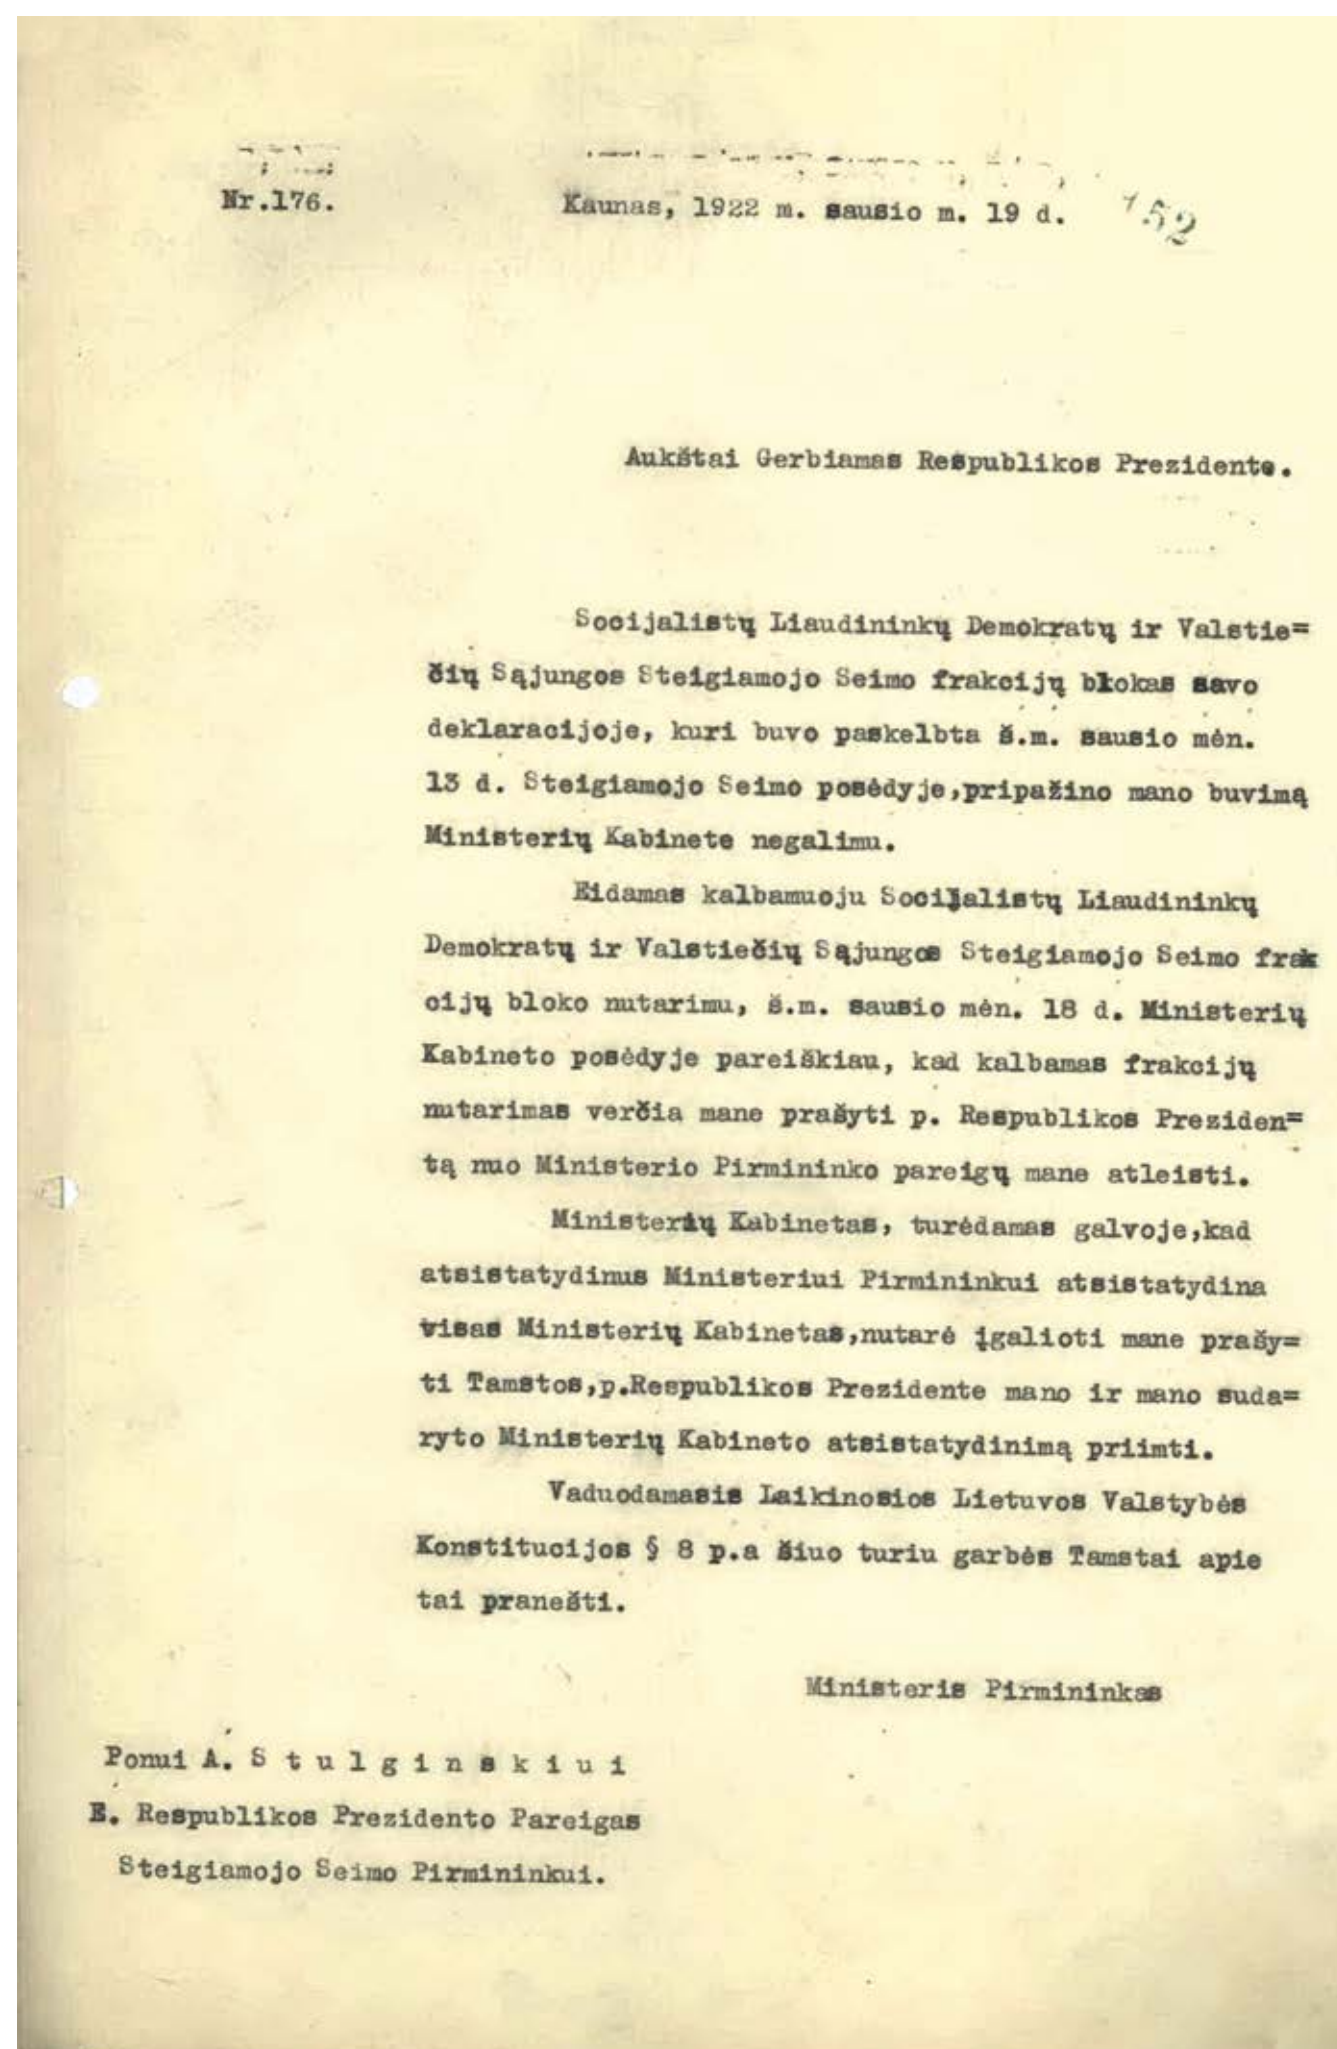 Nr.176.
Kaunas, 1922 m. sausio m. 19 d.
152
Aukštai Gerbiamas Respublikos Prezidente.
Socijalistų Liaudininkų Demokratų ir Valstie=
čių Sąjungos Steigiamojo Seimo frakcijų blokas savo
deklaracijoje, kuri buvo paskelbta š.m. sausio mėn.
13 d. Steigiamojo Seimo posėdyje,pripažino mano buvimą
Ministerių Kabinete negalimu.
Eidamas kalbamuoju Socijalistų Liaudininkų
Demokratų ir Valstiečių Sąjungos Steigiamojo Seimo frak
cijų bloko nutarimu, š.m. sausio mėn. 18 d. Ministerių
Kabineto posėdyje pareiškiau, kad kalbamas frakcijų
nutarimas verčia mane prašyti p. Respublikos Preziden=
tą nuo Ministerio Pirmininko pareigų mane atleisti.
Ministerių Kabinetas, turėdamas galvoje,kad
atsistatydinus Ministeriui Pirmininkui atsistatydina
visas Ministerių Kabinetas,nutarė įgalioti mane prašy=
ti Tamstos,p.Respublikos Prezidente mano ir mano suda=
ryto Ministerių Kabineto atsistatydinimą priimti.
Vaduodamasis Laikinosios Lietuvos Valstybės
Konstitucijos § 8 p.a šiuo turiu garbės Tamstai apie
tai pranešti.
Ministeris Pirmininkas
Ponui A. Stulginskiui
E. Respublikos Prezidento Pareigas
Steigiamojo Seimo Pirmininkui.